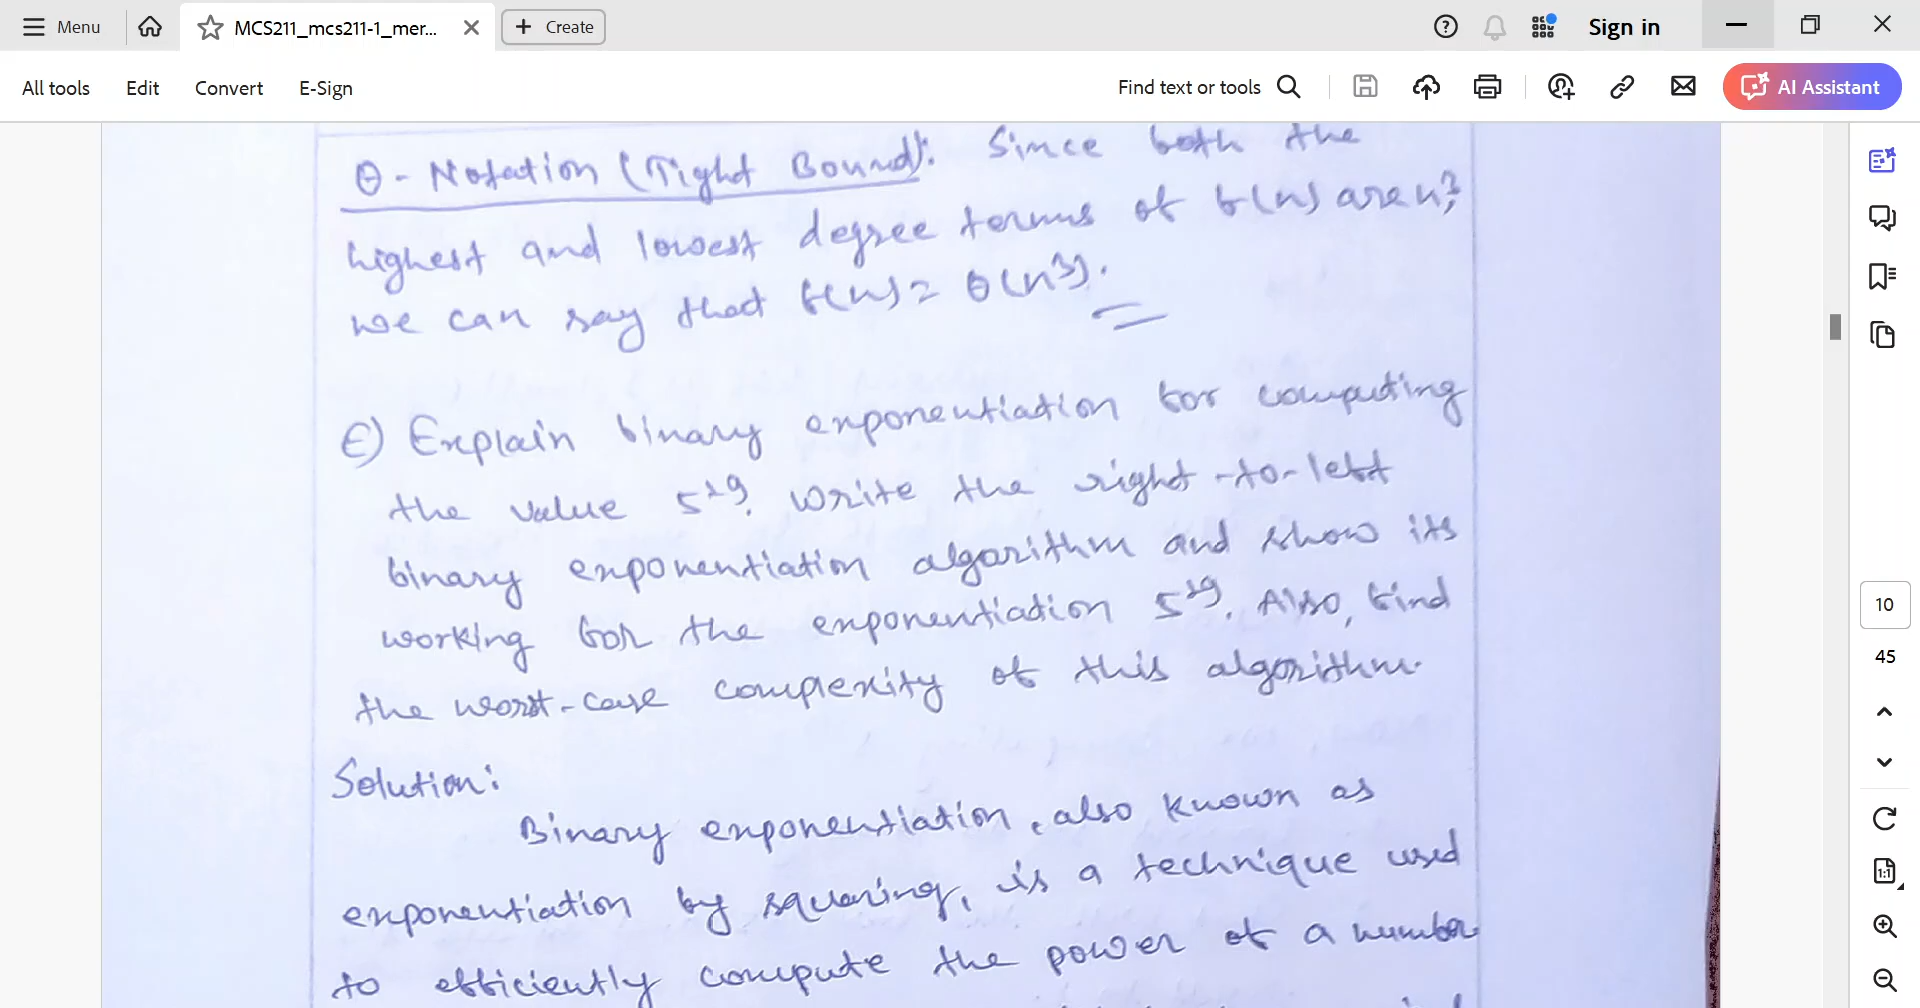 Menu
MCS211_mcs211-1_mer...
Create
Sign in
All tools Edit Convert E-Sign
Find text or tools
AI Assistant
θ - Notation (Tight Bound): Since both the
highest and lowest degree terms of f(n) are n³,
we can say that f(n) = θ(n³).
E) Explain binary exponentiation for computing
the value 5¹⁹. Write the right-to-left
binary exponentiation algorithm and show its
working for the exponentiation 5¹⁹. Also, find
the worst-case complexity of this algorithm.
Solution:
Binary exponentiation, also known as
exponentiation by squaring, is a technique used
to efficiently compute the power of a number
10
45
1:1